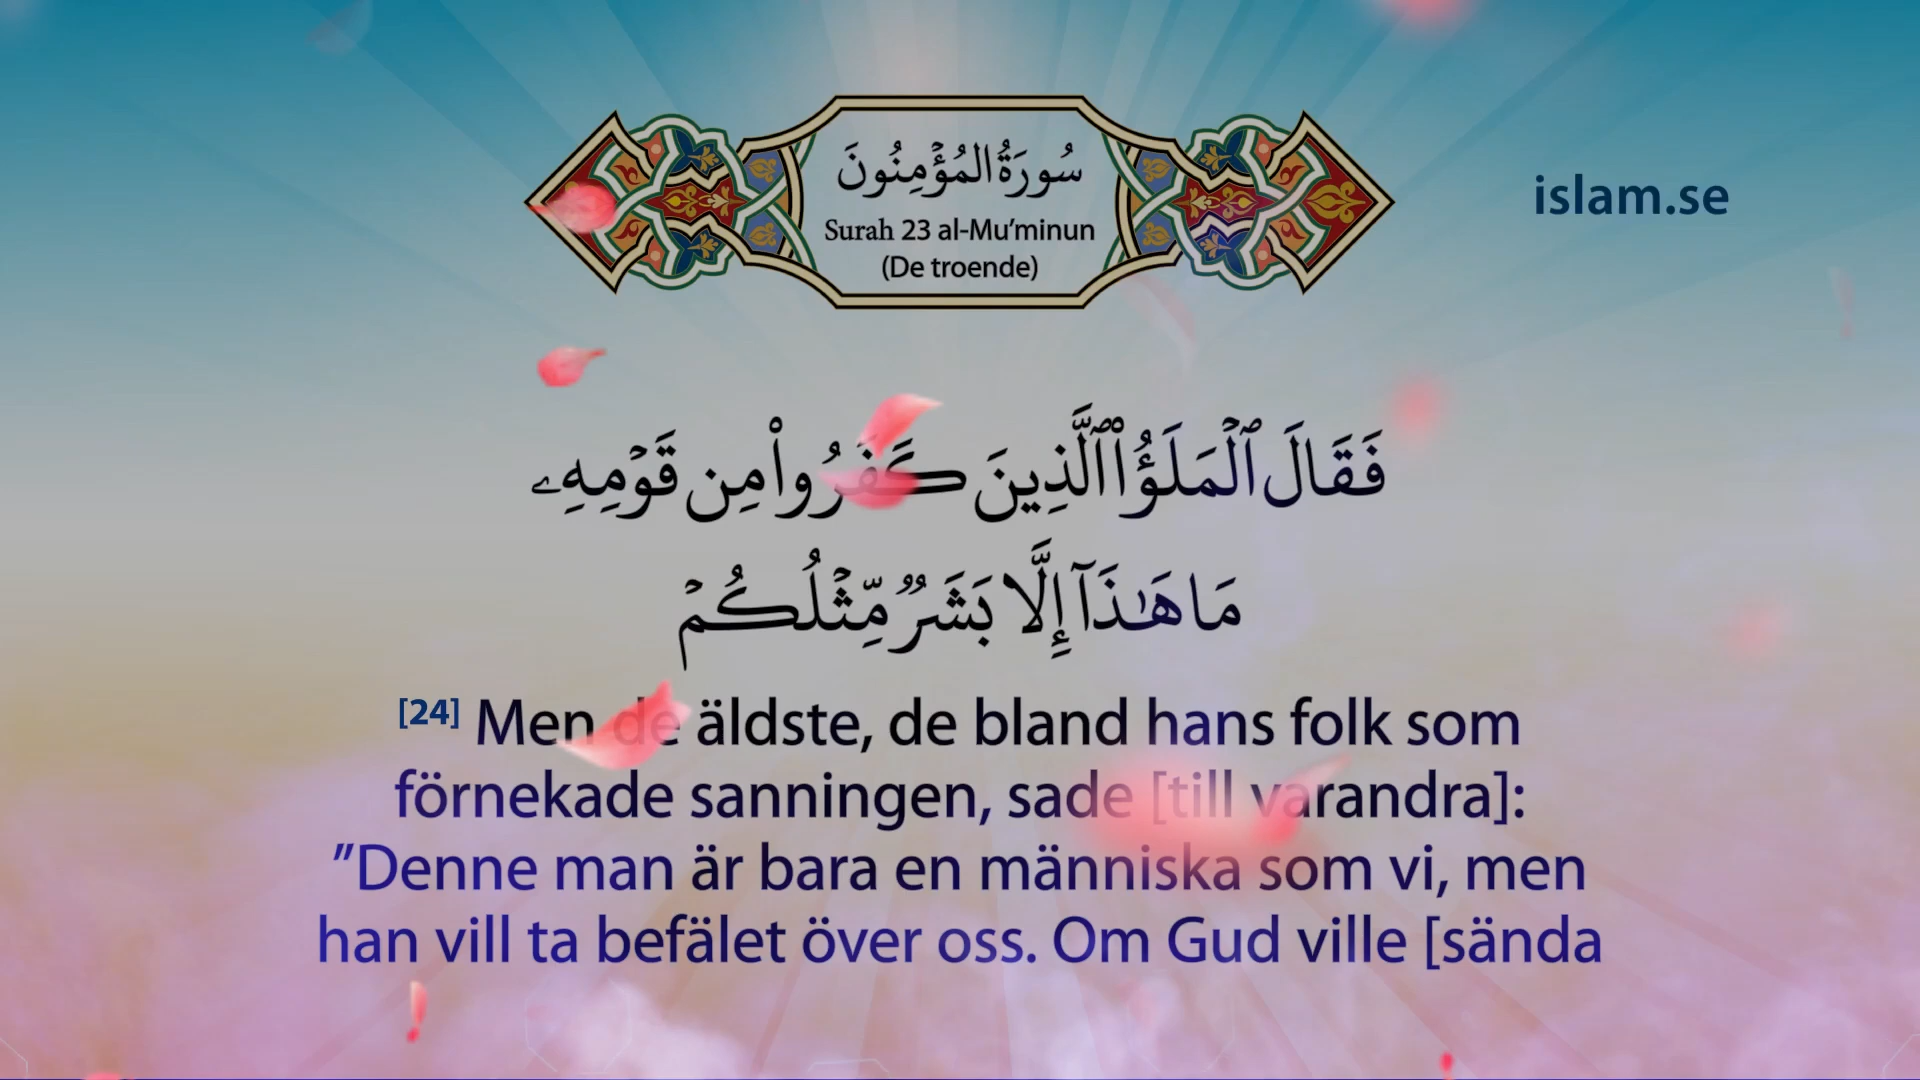 سُورَةُ المُؤْمِنُونَ
Surah 23 al-Mu’minun
(De troende)
islam.se
فَقَالَ ٱلْمَلَؤُا۟ ٱلَّذِينَ كَفَرُوا۟ مِن قَوْمِهِۦ
مَا هَٰذَآ إِلَّا بَشَرٌ مِّثْلُكُمْ
[24] Men de äldste, de bland hans folk som
förnekade sanningen, sade [till varandra]:
”Denne man är bara en människa som vi, men
han vill ta befälet över oss. Om Gud ville [sända